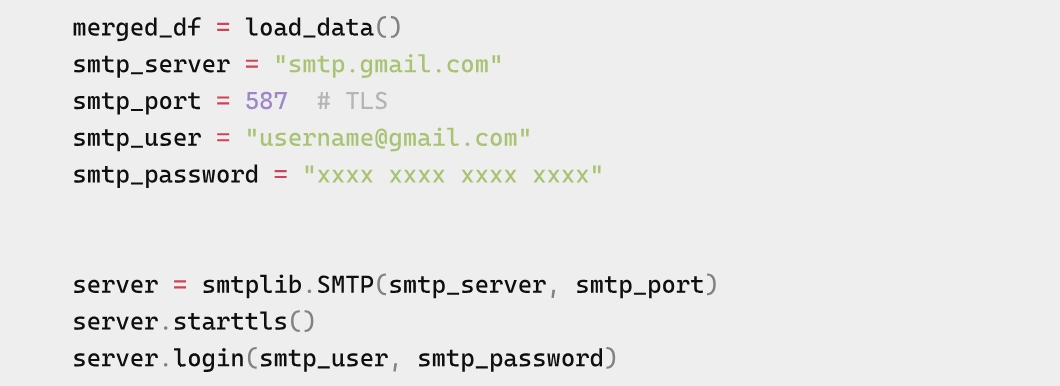 merged_df = load_data()
smtp_server = "smtp.gmail.com"
smtp_port = 587  # TLS
smtp_user = "username@gmail.com"
smtp_password = "xxxx xxxx xxxx xxxx"
server = smtplib.SMTP(smtp_server, smtp_port)
server.starttls()
server.login(smtp_user, smtp_password)